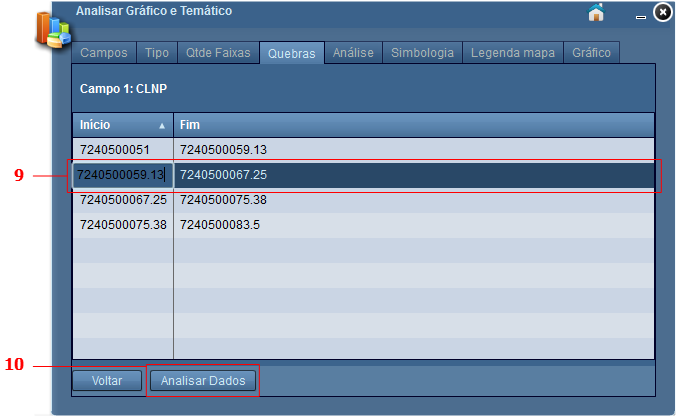 Analisar Gráfico e Temático
Campos Tipo Qtde Faixas Quebras Análise Simbologia Legenda mapa Gráfico
Campo 1: CLNP
Início Fim
7240500051 7240500059.13
9 7240500059.13 7240500067.25
7240500067.25 7240500075.38
7240500075.38 7240500083.5
10
Voltar Analisar Dados